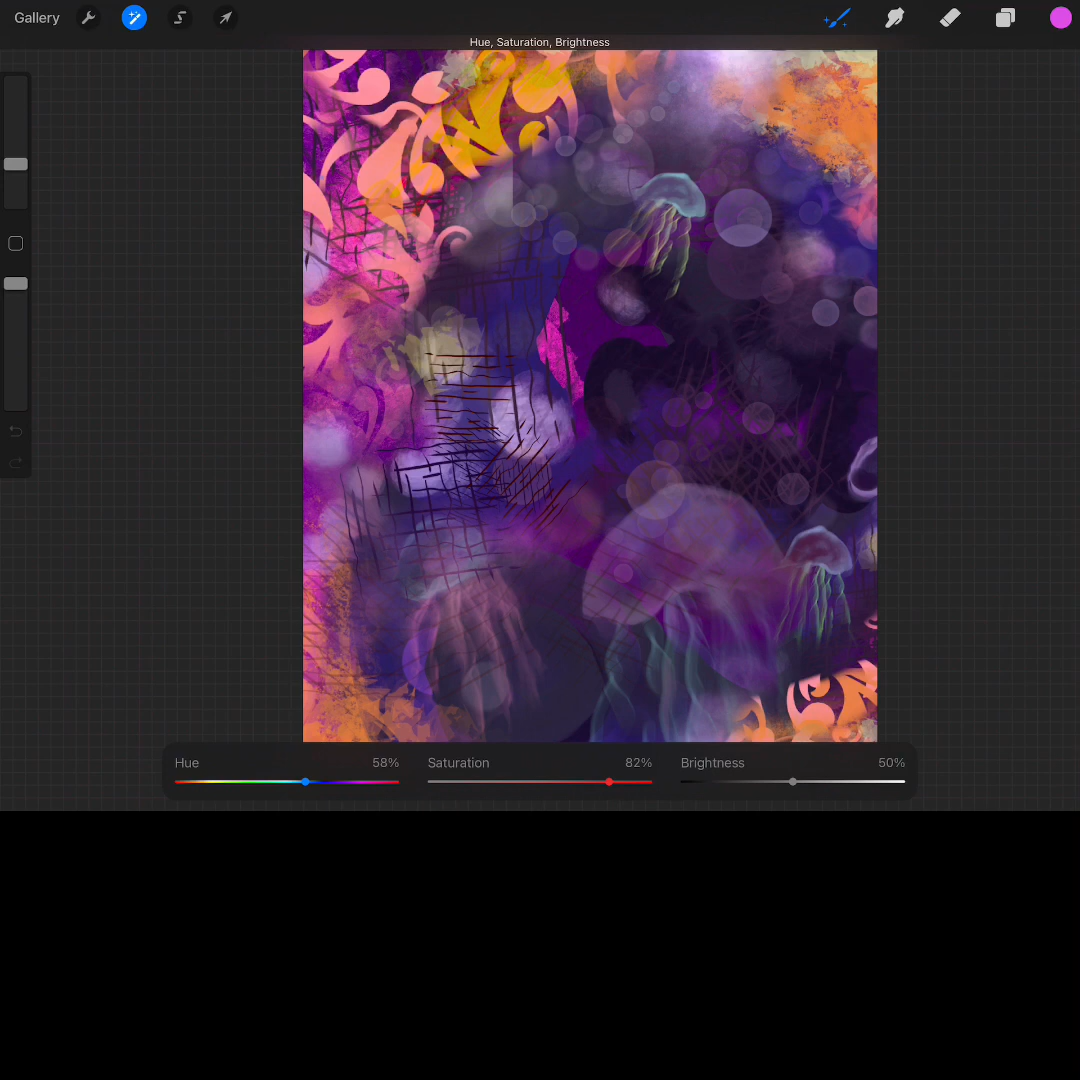 Gallery
Hue, Saturation, Brightness
Hue 58% Saturation 82% Brightness 50%